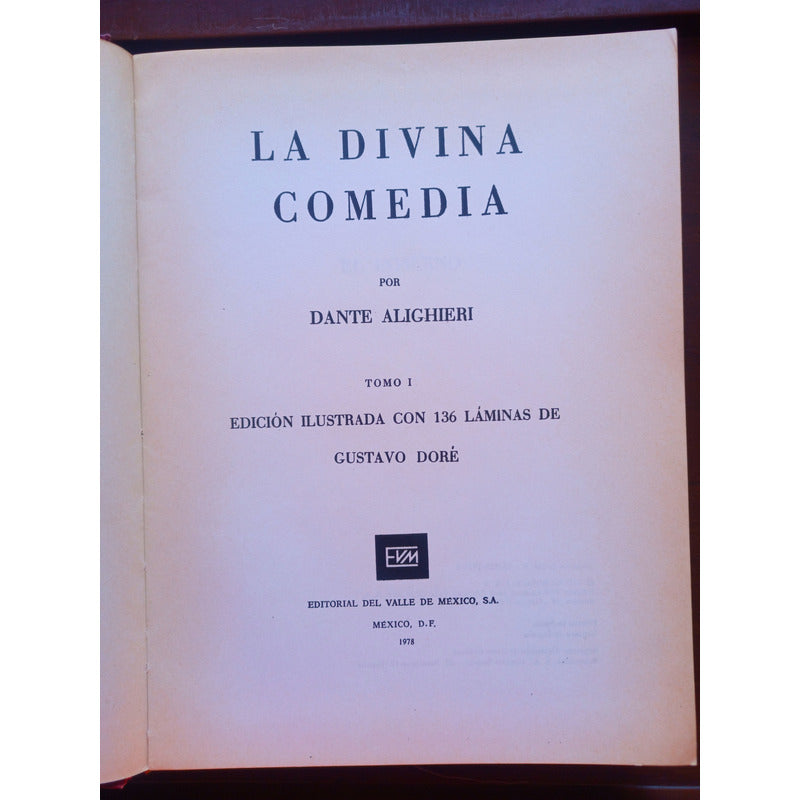 LA DIVINA
COMEDIA
POR
DANTE ALIGHIERI
TOMO I
EDICIÓN ILUSTRADA CON 136 LÁMINAS DE
GUSTAVO DORÉ
EVM
EDITORIAL DEL VALLE DE MÉXICO, S.A.
MÉXICO, D.F.
1978